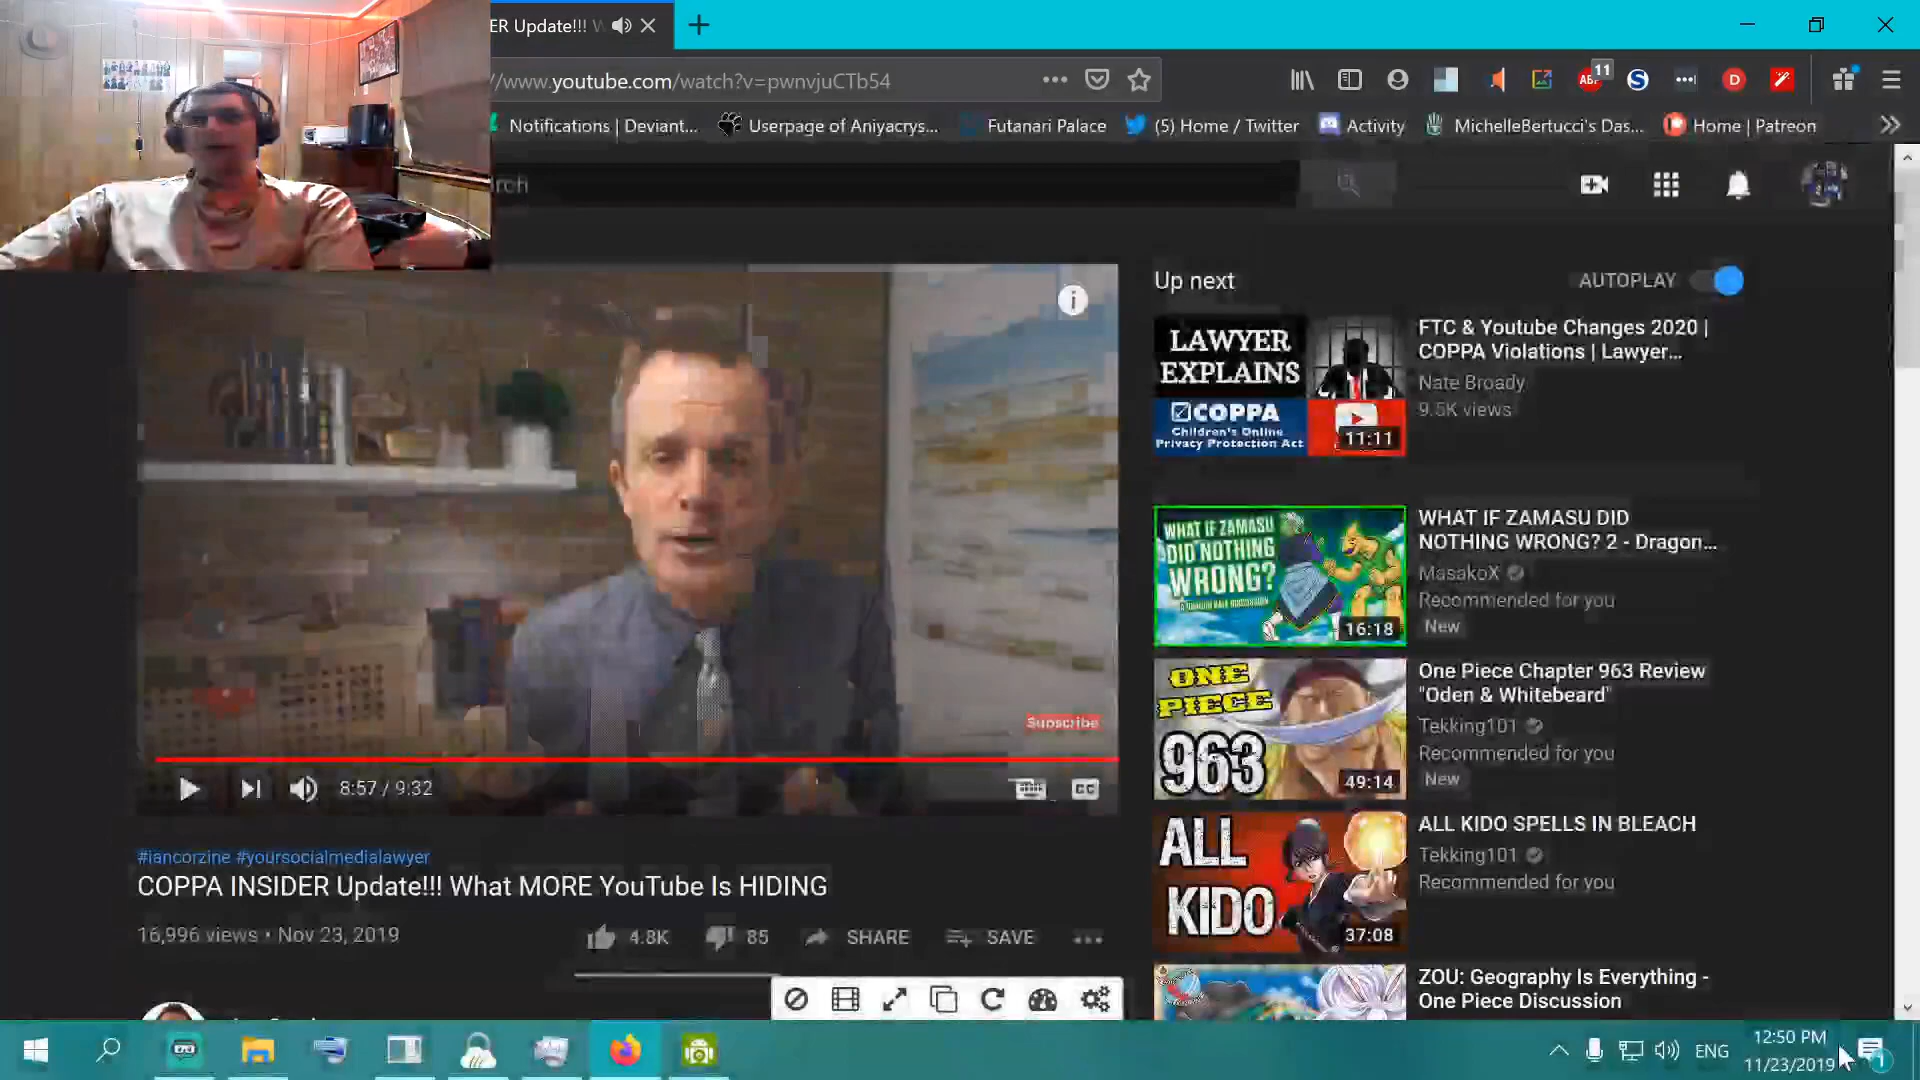 ER Update!!! W
//www.youtube.com/watch?v=pwnvjuCTb54
ABP
11
S
D
Notifications | Deviant...
Userpage of Aniyacrys...
Futanari Palace
(5) Home / Twitter
Activity
MichelleBertucci's Das...
Home | Patreon
rch
Up next
AUTOPLAY
LAWYER
EXPLAINS
COPPA
Children's Online
Privacy Protection Act
11:11
FTC & Youtube Changes 2020 |
COPPA Violations | Lawyer...
Nate Broady
9.5K views
WHAT IF ZAMASU
DID NOTHING
WRONG?
16:18
WHAT IF ZAMASU DID
NOTHING WRONG? 2 - Dragon...
MasakoX
Recommended for you
New
ONE
PIECE
963
49:14
One Piece Chapter 963 Review
"Oden & Whitebeard"
Tekking101
Recommended for you
New
ALL
KIDO
37:08
ALL KIDO SPELLS IN BLEACH
Tekking101
Recommended for you
ZOU: Geography Is Everything -
One Piece Discussion
Subscribe
8:57 / 9:32
CC
#iancorzine #yoursocialmedialawyer
COPPA INSIDER Update!!! What MORE YouTube Is HIDING
16,996 views • Nov 23, 2019
4.8K
85
SHARE
SAVE
ENG
12:50 PM
11/23/2019
1